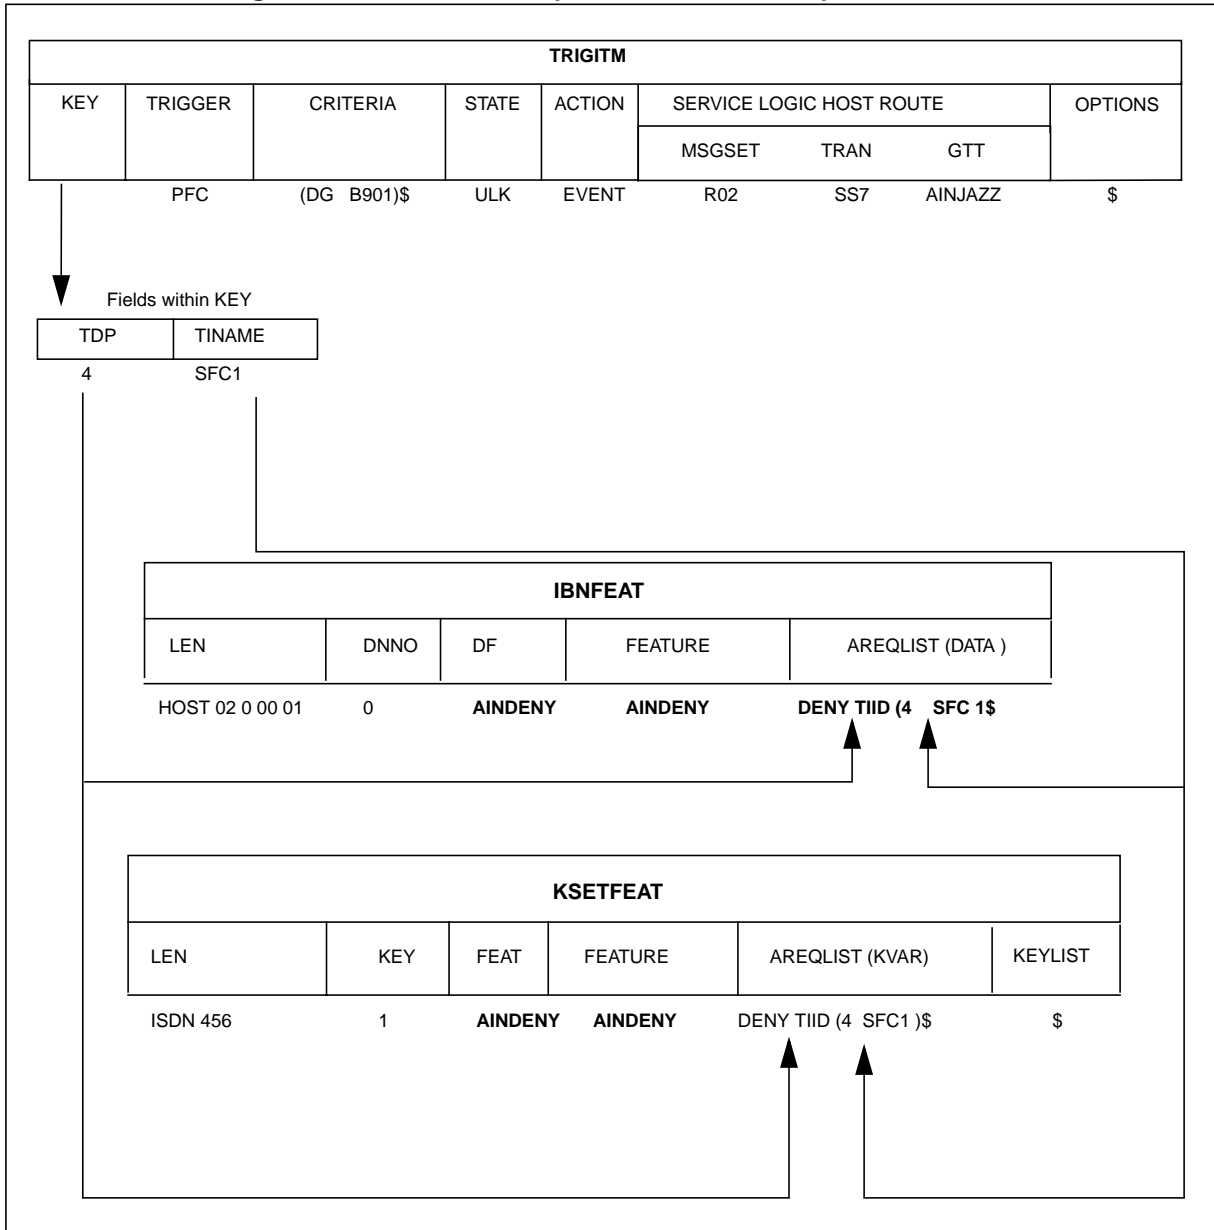 TRIGITM
KEY TRIGGER CRITERIA STATE ACTION SERVICE LOGIC HOST ROUTE OPTIONS
MSGSET TRAN GTT
PFC (DG B901)$ ULK EVENT R02 SS7 AINJAZZ $
Fields within KEY
TDP TINAME
4 SFC1
IBNFEAT
LEN DNNO DF FEATURE AREQLIST (DATA )
HOST 02 0 00 01 0 AINDENY AINDENY DENY TIID (4 SFC 1$
KSETFEAT
LEN KEY FEAT FEATURE AREQLIST (KVAR) KEYLIST
ISDN 456 1 AINDENY AINDENY DENY TIID (4 SFC1 )$ $